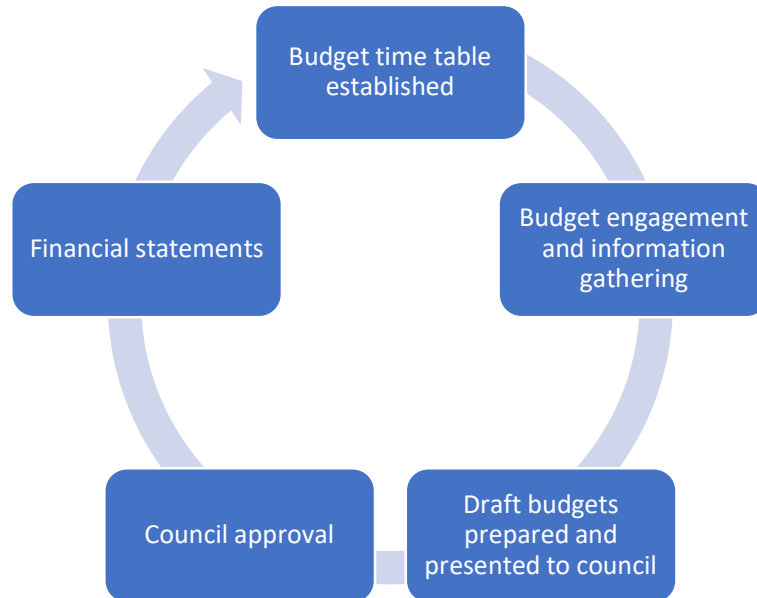 Budget time table
established
Budget engagement
and information
gathering
Draft budgets
prepared and
presented to council
Council approval
Financial statements